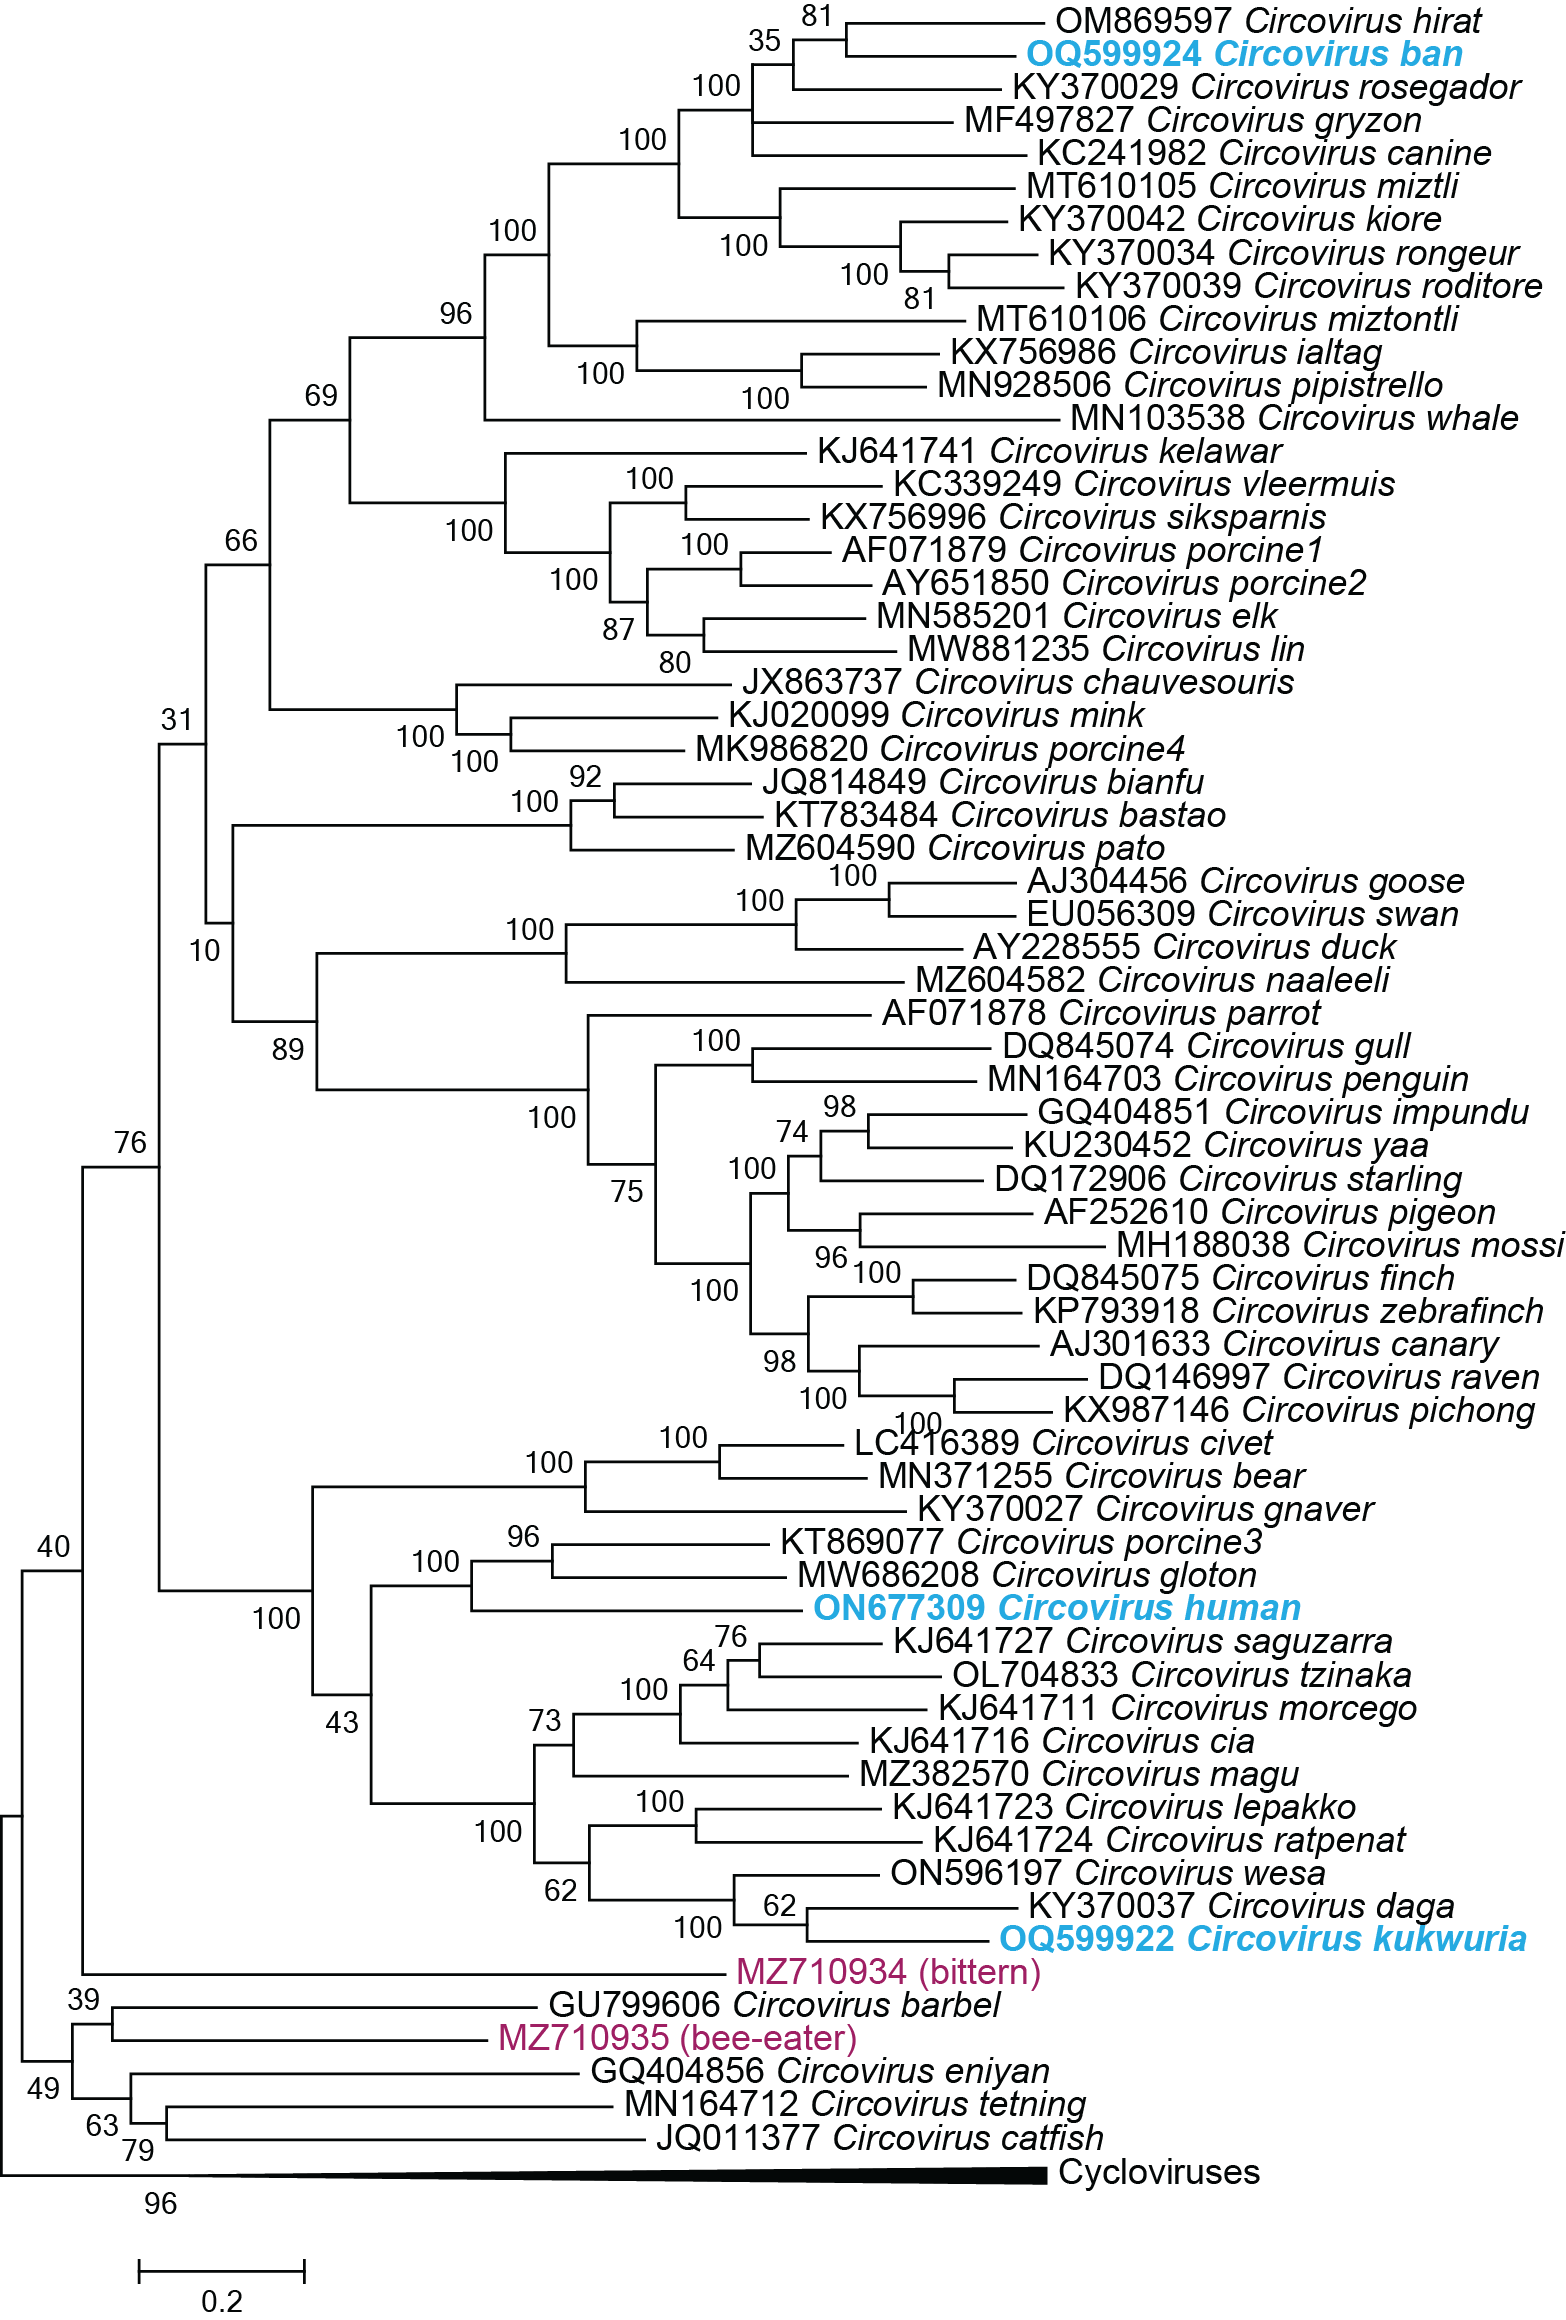 81
OM869597 Circovirus hirat
35
OQ599924 Circovirus ban
100
KY370029 Circovirus rosegador
MF497827 Circovirus gryzon
100
KC241982 Circovirus canine
MT610105 Circovirus miztli
100
KY370042 Circovirus kiore
100
KY370034 Circovirus rongeur
100
KY370039 Circovirus roditore
81
96
MT610106 Circovirus miztontli
KX756986 Circovirus ialtag
100
MN928506 Circovirus pipistrello
69
100
MN103538 Circovirus whale
KJ641741 Circovirus kelawar
100
KC339249 Circovirus vleermuis
100
KX756996 Circovirus siksparnis
66
100
AF071879 Circovirus porcine1
100
AY651850 Circovirus porcine2
MN585201 Circovirus elk
87
MW881235 Circovirus lin
80
JX863737 Circovirus chauvesouris
31
KJ020099 Circovirus mink
100
MK986820 Circovirus porcine4
100
92
JQ814849 Circovirus bianfu
100
KT783484 Circovirus bastao
MZ604590 Circovirus pato
100
AJ304456 Circovirus goose
100
EU056309 Circovirus swan
100
AY228555 Circovirus duck
10
MZ604582 Circovirus naaleeli
AF071878 Circovirus parrot
89
100
DQ845074 Circovirus gull
MN164703 Circovirus penguin
98
GQ404851 Circovirus impundu
100
74
KU230452 Circovirus yaa
76
100
DQ172906 Circovirus starling
75
AF252610 Circovirus pigeon
MH188038 Circovirus mossi
96
100
DQ845075 Circovirus finch
100
KP793918 Circovirus zebrafinch
AJ301633 Circovirus canary
98
DQ146997 Circovirus raven
100
KX987146 Circovirus pichong
100
100
LC416389 Circovirus civet
100
MN371255 Circovirus bear
KY370027 Circovirus gnaver
96
KT869077 Circovirus porcine3
40
100
MW686208 Circovirus gloton
ON677309 Circovirus human
100
76
KJ641727 Circovirus saguzarra
64
OL704833 Circovirus tzinaka
100
KJ641711 Circovirus morcego
43
73
KJ641716 Circovirus cia
MZ382570 Circovirus magu
100
KJ641723 Circovirus lepakko
100
KJ641724 Circovirus ratpenat
ON596197 Circovirus wesa
62
62
KY370037 Circovirus daga
100
OQ599922 Circovirus kukwuria
MZ710934 (bittern)
39
GU799606 Circovirus barbel
MZ710935 (bee-eater)
GQ404856 Circovirus eniyan
49
MN164712 Circovirus tetning
63
JQ011377 Circovirus catfish
79
Cycloviruses
96
0.2